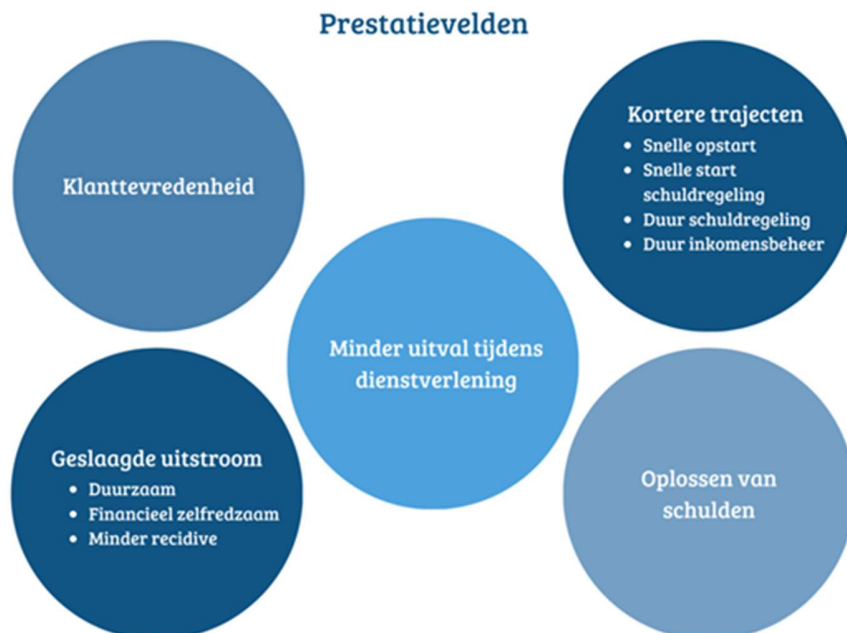 Prestatievelden
Klanttevredenheid
Kortere trajecten
• Snelle opstart
• Snelle start
schuldregeling
• Duur schuldregeling
• Duur inkomensbeheer
Minder uitval tijdens
dienstverlening
Geslaagde uitstroom
• Duurzaam
• Financieel zelfredzaam
• Minder recidive
Oplossen van
schulden